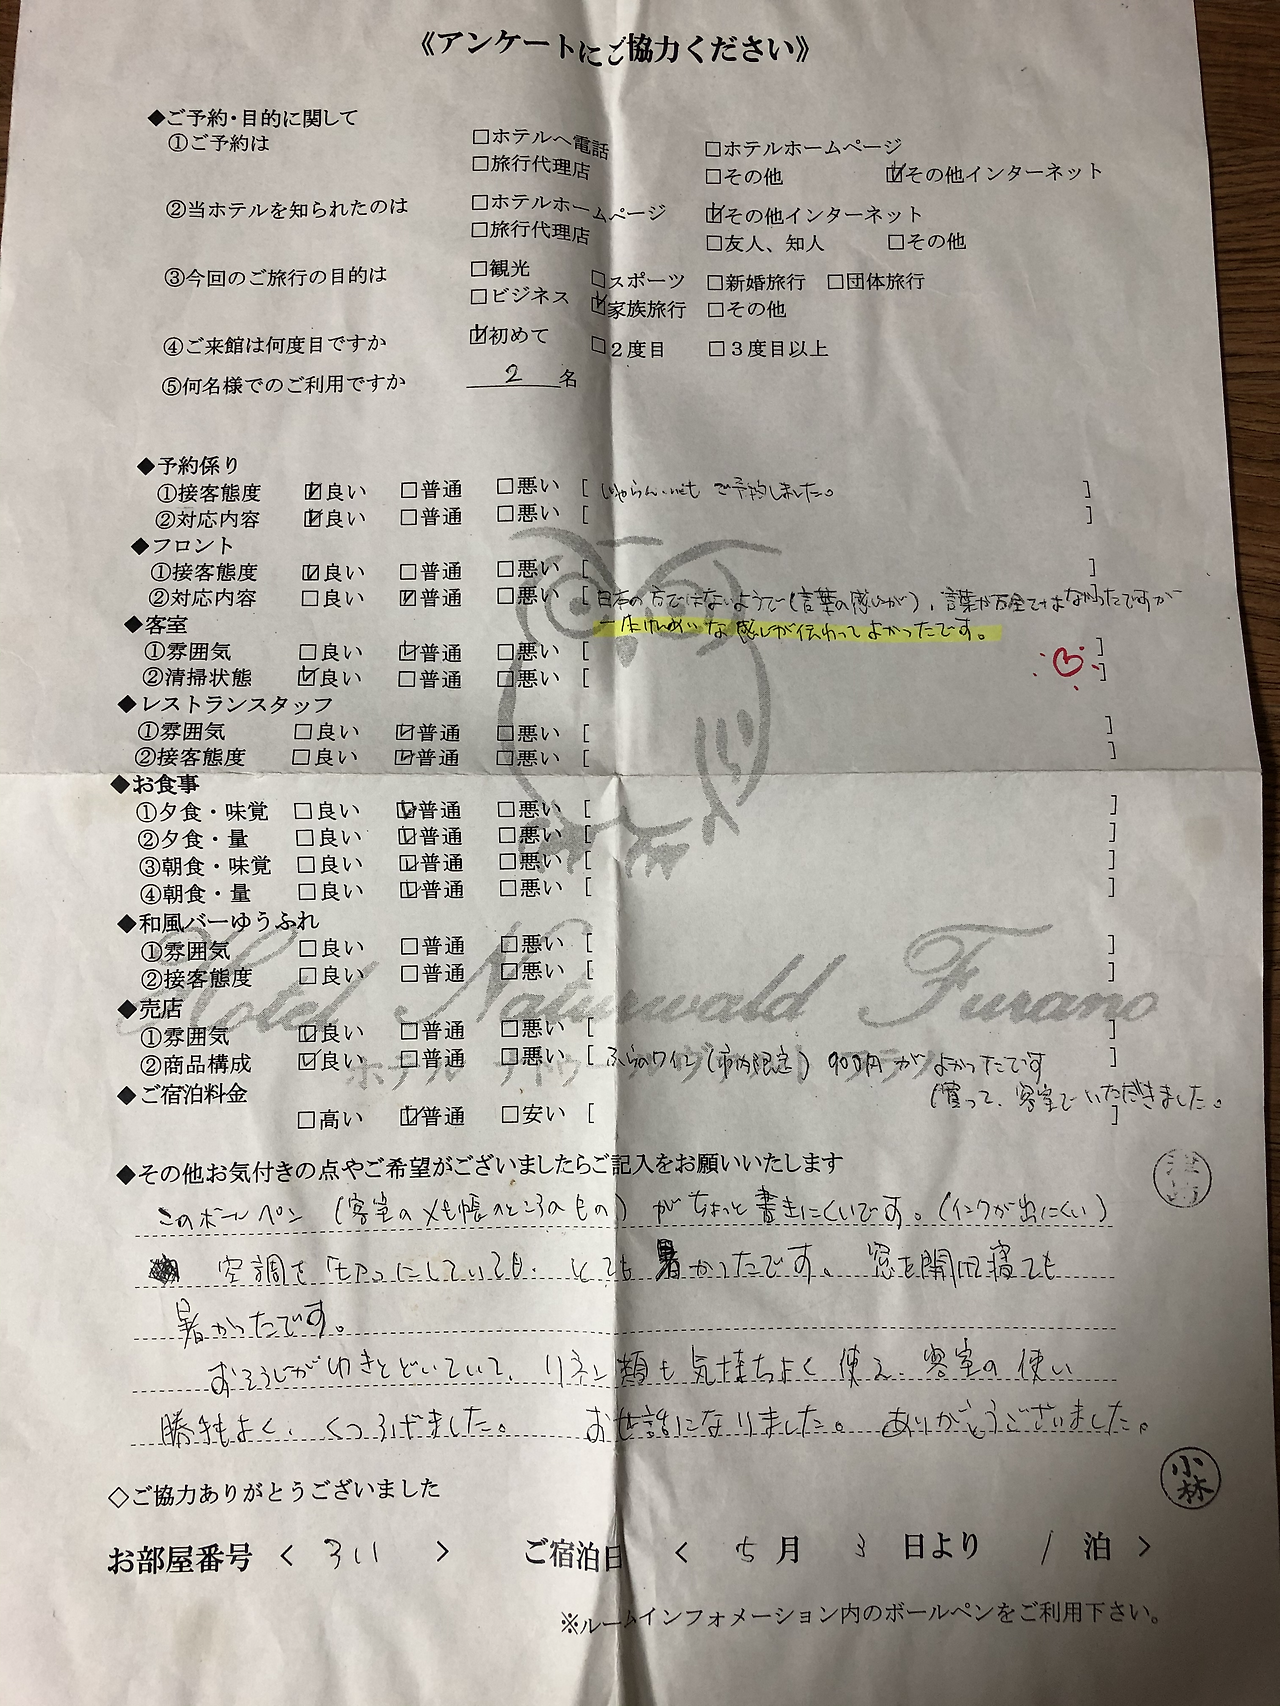 《アンケートにご協力ください》
◆ご予約・目的に関して
①ご予約は □ホテルへ電話 □ホテルホームページ
□旅行代理店 □その他 ☑その他インターネット
②当ホテルを知られたのは □ホテルホームページ ☑その他インターネット
□旅行代理店 □友人、知人 □その他
③今回のご旅行の目的は □観光 □スポーツ □新婚旅行 □団体旅行
□ビジネス ☑家族旅行 □その他
④ご来館は何度目ですか ☑初めて □2度目 □3度目以上
⑤何名様でのご利用ですか 2名
◆予約係り
①接客態度 ☑良い □普通 □悪い [じゃらん.netもご予約しました。]
②対応内容 ☑良い □普通 □悪い [ ]
◆フロント
①接客態度 ☑良い □普通 □悪い [ ]
②対応内容 □良い ☑普通 □悪い [日本の方ではないようで(言葉の感じが)、言葉が万全ではなかったですが
一生けんめいな感じが伝わってよかったです。]
◆客室
①雰囲気 □良い ☑普通 □悪い [ ]
②清掃状態 ☑良い □普通 □悪い [ ]
◆レストランスタッフ
①雰囲気 □良い ☑普通 □悪い [ ]
②接客態度 □良い ☑普通 □悪い [ ]
◆お食事
①夕食・味覚 □良い ☑普通 □悪い [ ]
②夕食・量 □良い ☑普通 □悪い [ ]
③朝食・味覚 □良い ☑普通 □悪い [ ]
④朝食・量 □良い ☑普通 □悪い [ ]
◆和風バーゆうふれ
①雰囲気 □良い □普通 □悪い [ ]
②接客態度 □良い □普通 □悪い [ ]
Hotel Naturwald Furano
◆売店
①雰囲気 ☑良い □普通 □悪い [ ]
②商品構成 ☑良い □普通 □悪い [ふらのワイン(市内限定)900円がよかったです]
ホテル ナトゥールヴァルト フラノ
◆ご宿泊料金 (買って、客室でいただきました。
□高い ☑普通 □安い [ ]
◆その他お気付きの点やご希望がございましたらご記入をお願いいたします
このボールペン(客室のメモ帳のところのもの)がちょっと書きにくいです。(インクが出にくい)
空調を「切」にしていても、とても暑かったです、窓を開けて寝ても
暑かったです。
おそうじがゆきとどいていて、リネン類も気持ちよく使え、客室の使い
勝手もよく、くつろげました。お世話になりました。ありがとうございました。
小林
◇ご協力ありがとうございました
お部屋番号 < 311 > ご宿泊日 < 5月 3日より 1泊 >
※ルームインフォメーション内のボールペンをご利用下さい。